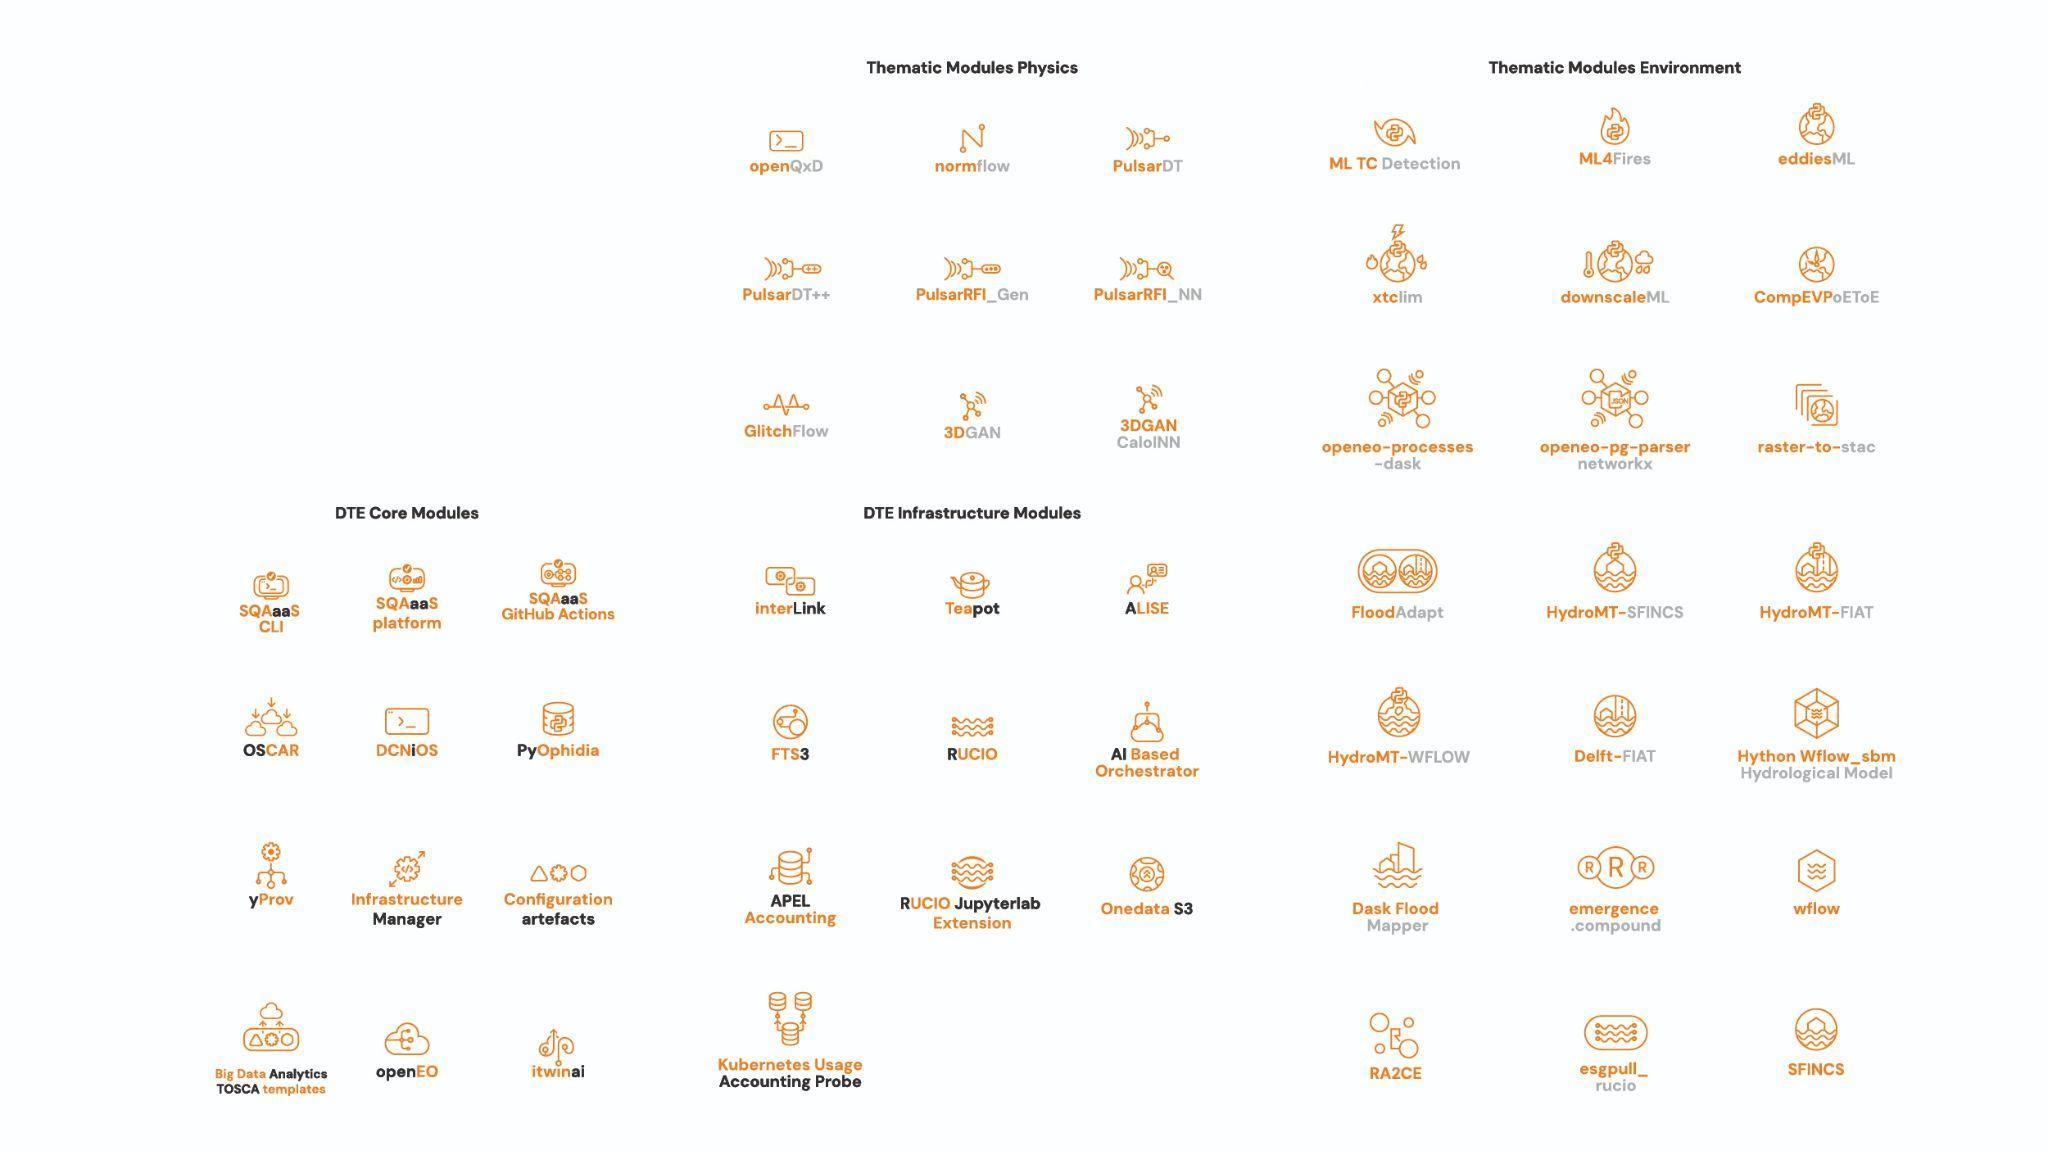 Thematic Modules Physics
openQxD
normflow
PulsarDT
PulsarDT++
PulsarRFI_Gen
PulsarRFI_NN
GlitchFlow
3DGAN
3DGAN
CaloINN
Thematic Modules Environment
ML TC Detection
ML4Fires
eddiesML
xtclim
downscaleML
CompEVPoEToE
JSON
openeo-processes
-dask
openeo-pg-parser
networkx
raster-to-stac
FloodAdapt
HydroMT-SFINCS
HydroMT-FIAT
HydroMT-WFLOW
Delft-FIAT
Hython Wflow_sbm
Hydrological Model
R R R
Dask Flood
Mapper
emergence
.compound
wflow
RA2CE
esgpull_
rucio
SFINCS
DTE Core Modules
SQAaaS
CLI
SQAaaS
platform
SQAaaS
GitHub Actions
OSCAR
DCNiOS
PyOphidia
yProv
Infrastructure
Manager
Configuration
artefacts
Big Data Analytics
TOSCA templates
openEO
itwinai
DTE Infrastructure Modules
interLink
Teapot
ALISE
FTS3
RUCIO
AI Based
Orchestrator
APEL
Accounting
RUCIO Jupyterlab
Extension
Onedata S3
Kubernetes Usage
Accounting Probe